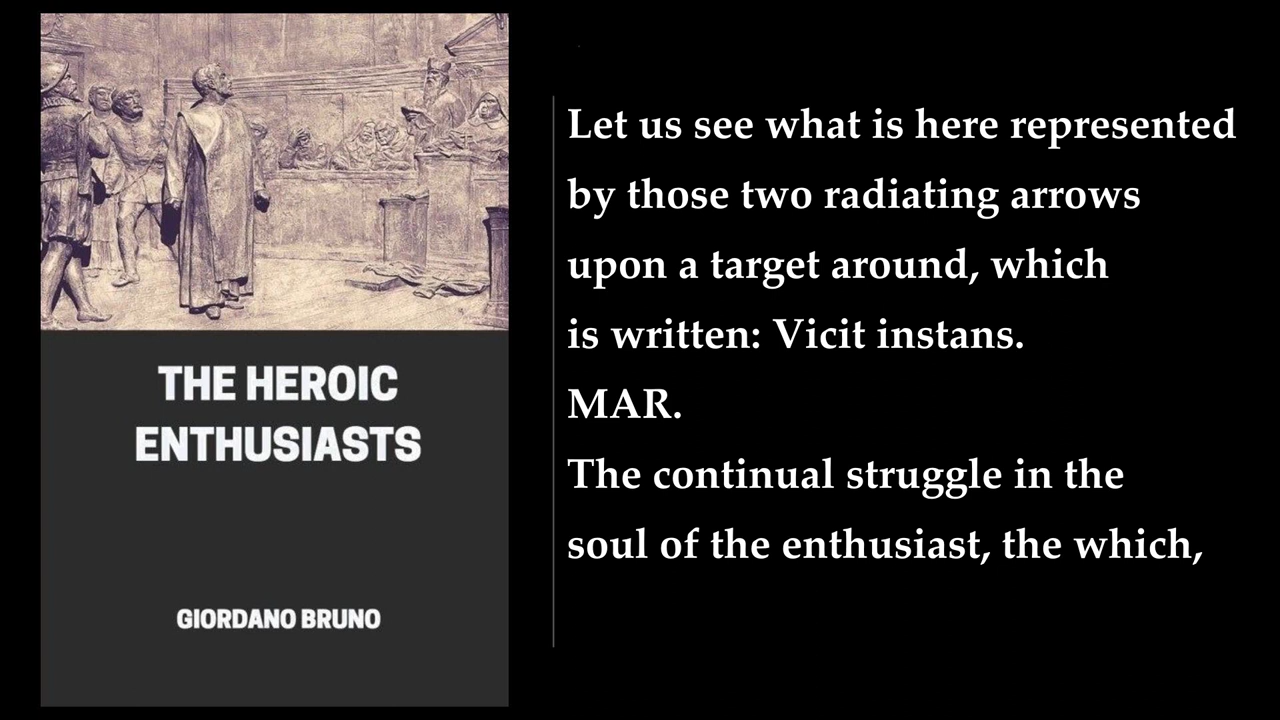 THE HEROIC
ENTHUSIASTS
GIORDANO BRUNO
Let us see what is here represented
by those two radiating arrows
upon a target around, which
is written: Vicit instans.
MAR.
The continual struggle in the
soul of the enthusiast, the which,